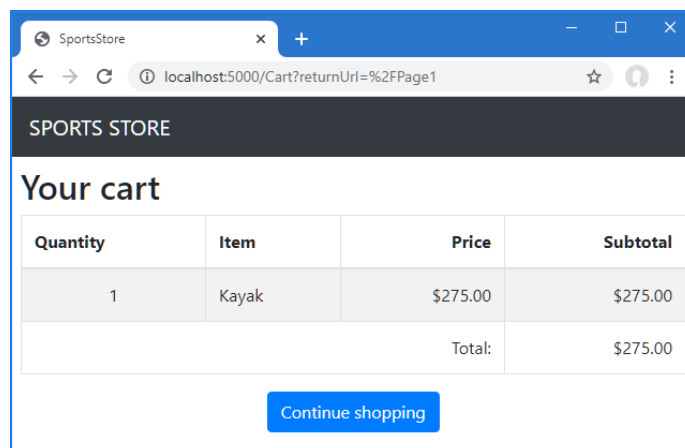 SportsStore
localhost:5000/Cart?returnUrl=%2FPage1
SPORTS STORE
Your cart
Quantity Item Price Subtotal
1 Kayak $275.00 $275.00
Total: $275.00
Continue shopping